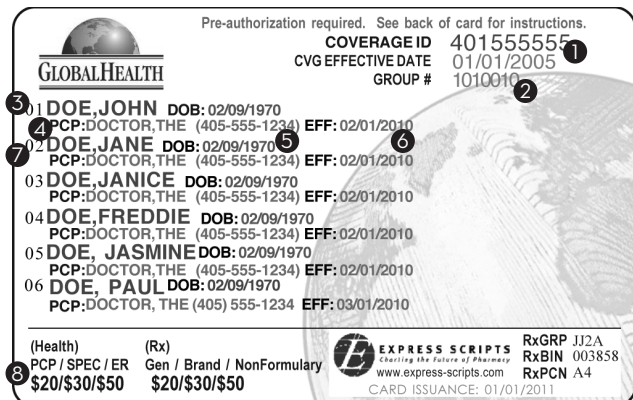 Pre-authorization required. See back of card for instructions.
GLOBALHEALTH
COVERAGE ID 401555555 1
CVG EFFECTIVE DATE 01/01/2005
GROUP # 1010010 2
3 01 DOE,JOHN DOB: 02/09/1970
4 PCP:DOCTOR,THE (405-555-1234) EFF: 02/01/2010
02 DOE,JANE DOB: 02/09/1970 5 6
7 PCP:DOCTOR,THE (405-555-1234) EFF: 02/01/2010
03 DOE,JANICE DOB: 02/09/1970
PCP:DOCTOR,THE (405-555-1234) EFF: 02/01/2010
04 DOE,FREDDIE DOB: 02/09/1970
PCP:DOCTOR,THE (405-555-1234) EFF: 02/01/2010
05 DOE, JASMINE DOB: 02/09/1970
PCP:DOCTOR,THE (405-555-1234) EFF: 02/01/2010
06 DOE, PAUL DOB: 02/09/1970
PCP:DOCTOR, THE (405) 555-1234 EFF: 03/01/2010
(Health) (Rx)
PCP / SPEC / ER Gen / Brand / NonFormulary
8 $20/$30/$50 $20/$30/$50
EXPRESS SCRIPTS
Charting the Future of Pharmacy
www.express-scripts.com
RxGRP JJ2A
RxBIN 003858
RxPCN A4
CARD ISSUANCE: 01/01/2011